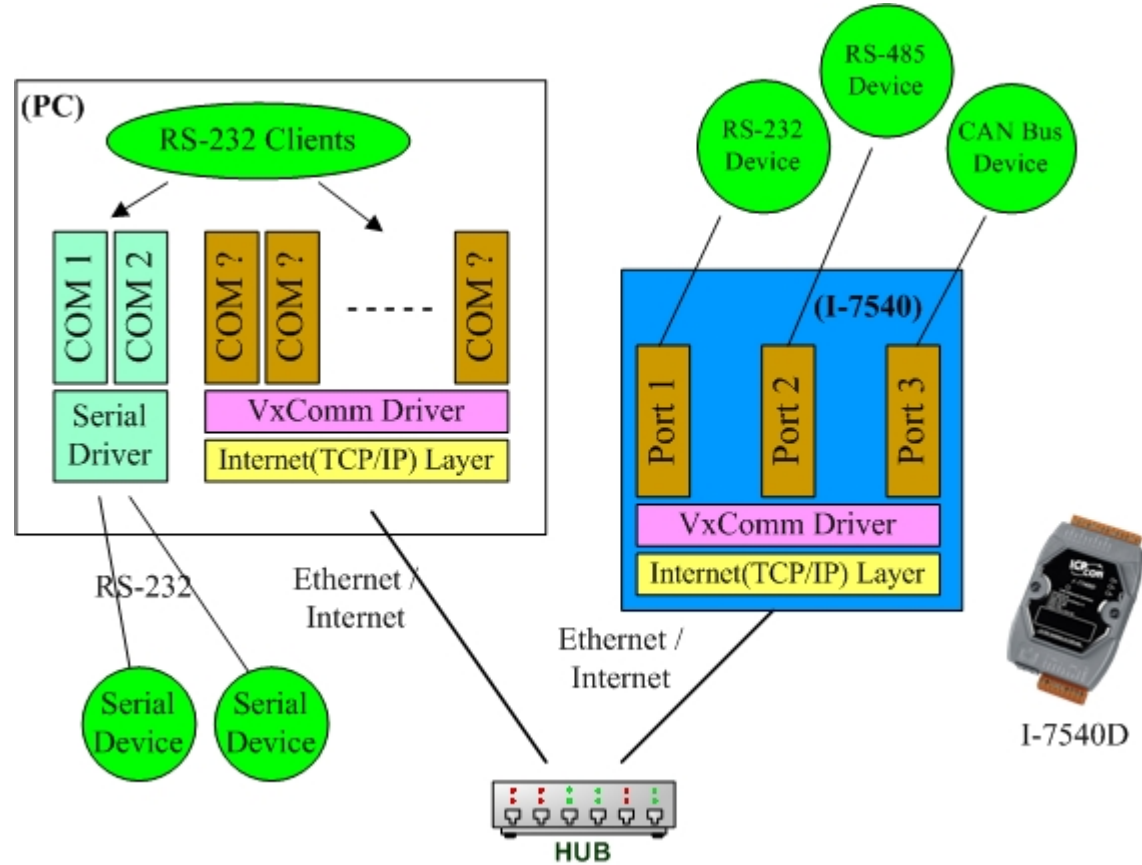 (PC)
RS-232 Clients
COM 1
COM 2
COM ?
COM ?
-----
COM ?
Serial
Driver
VxComm Driver
Internet(TCP/IP) Layer
RS-232
Ethernet /
Internet
Serial
Device
Serial
Device
RS-232
Device
RS-485
Device
CAN Bus
Device
(I-7540)
Port 1
Port 2
Port 3
VxComm Driver
Internet(TCP/IP) Layer
Ethernet /
Internet
I-7540D
HUB